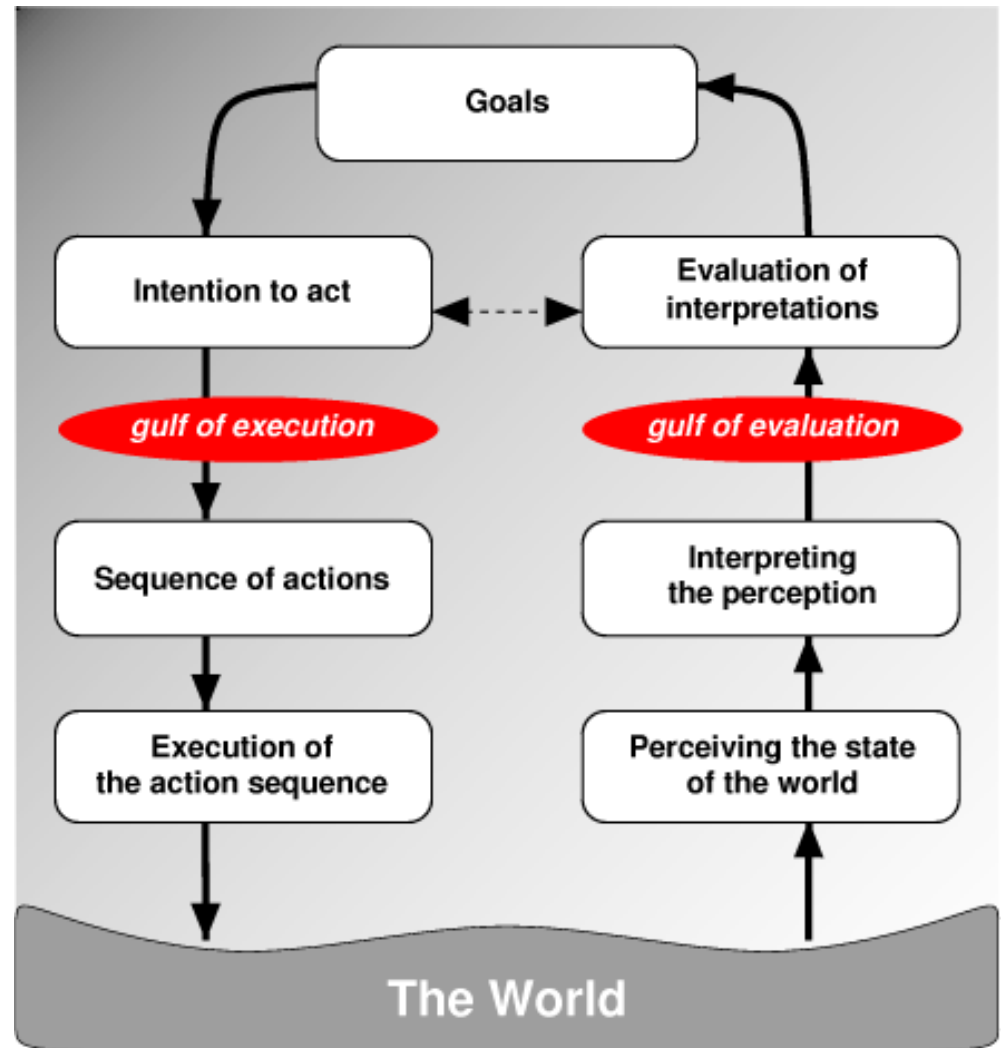 Goals
Intention to act
Evaluation of
interpretations
gulf of execution
gulf of evaluation
Sequence of actions
Interpreting
the perception
Execution of
the action sequence
Perceiving the state
of the world
The World